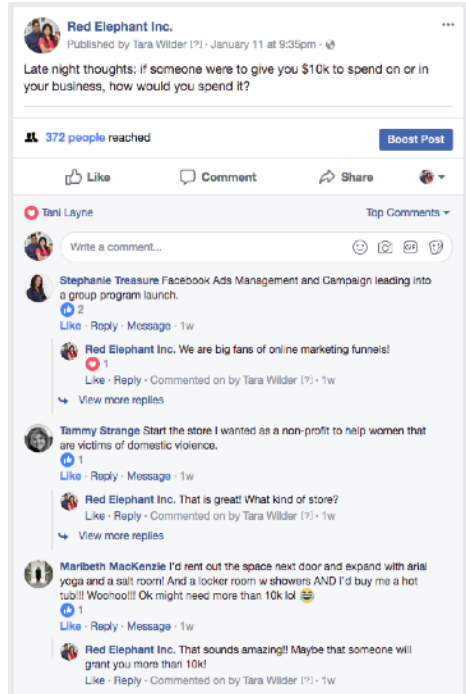 Red Elephant Inc.
Published by Tara Wilder [?] · January 11 at 9:35pm ·
Late night thoughts: if someone were to give you $10k to spend on or in
your business, how would you spend it?
372 people reached
Boost Post
Like Comment Share
Tani Layne Top Comments
Write a comment...
GIF
Stephanie Treasure Facebook Ads Management and Campaign leading into
a group program launch.
2
Like · Reply · Message · 1w
Red Elephant Inc. We are big fans of online marketing funnels!
1
Like · Reply · Commented on by Tara Wilder [?] · 1w
View more replies
Tammy Strange Start the store I wanted as a non-profit to help women that
are victims of domestic violence.
1
Like · Reply · Message · 1w
Red Elephant Inc. That is great! What kind of store?
Like · Reply · Commented on by Tara Wilder [?] · 1w
View more replies
Maribeth MacKenzie I'd rent out the space next door and expand with arial
yoga and a salt room! And a locker room w showers AND I'd buy me a hot
tub!!! Woohoo!!! Ok might need more than 10k lol 😂
1
Like · Reply · Message · 1w
Red Elephant Inc. That sounds amazing!! Maybe that someone will
grant you more than 10k!
Like · Reply · Commented on by Tara Wilder [?] · 1w